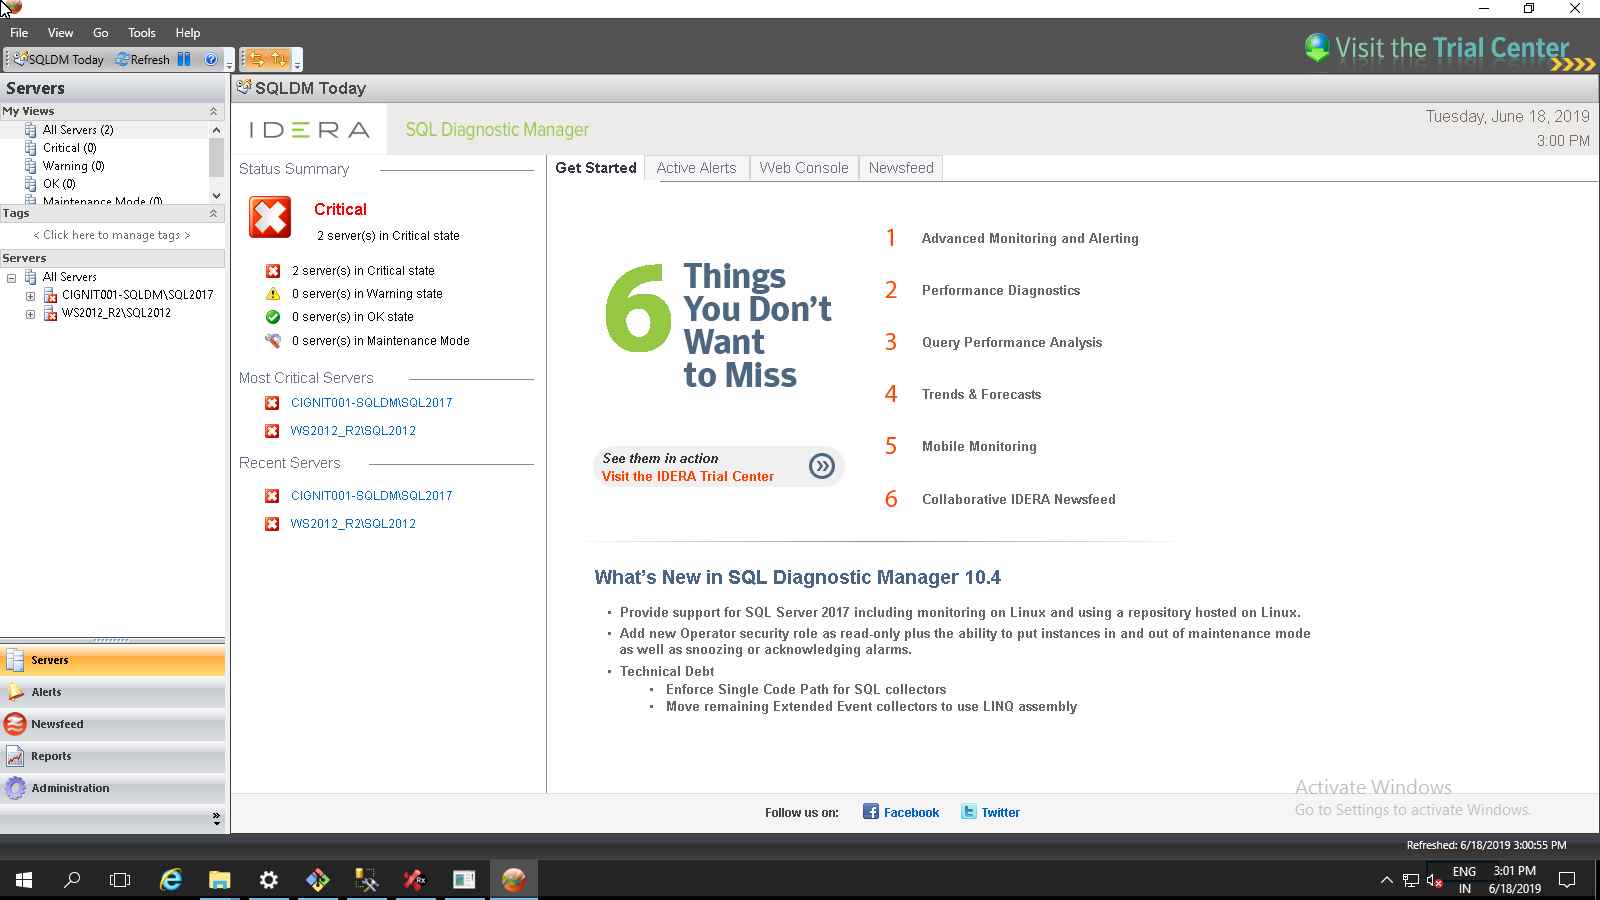 File View Go Tools Help
Visit the Trial Center
SQLDM Today Refresh
Servers
My Views
All Servers (2)
Critical (0)
Warning (0)
OK (0)
Maintenance Mode (0)
Tags
< Click here to manage tags >
Servers
All Servers
CIGNIT001-SQLDM\SQL2017
WS2012_R2\SQL2012
Servers
Alerts
Newsfeed
Reports
Administration
SQLDM Today
IDERA SQL Diagnostic Manager
Tuesday, June 18, 2019
3:00 PM
Status Summary
Critical
2 server(s) in Critical state
2 server(s) in Critical state
0 server(s) in Warning state
0 server(s) in OK state
0 server(s) in Maintenance Mode
Most Critical Servers
CIGNIT001-SQLDM\SQL2017
WS2012_R2\SQL2012
Recent Servers
CIGNIT001-SQLDM\SQL2017
WS2012_R2\SQL2012
Get Started Active Alerts Web Console Newsfeed
6 Things
You Don't
Want
to Miss
See them in action
Visit the IDERA Trial Center
1 Advanced Monitoring and Alerting
2 Performance Diagnostics
3 Query Performance Analysis
4 Trends & Forecasts
5 Mobile Monitoring
6 Collaborative IDERA Newsfeed
What's New in SQL Diagnostic Manager 10.4
• Provide support for SQL Server 2017 including monitoring on Linux and using a repository hosted on Linux.
• Add new Operator security role as read-only plus the ability to put instances in and out of maintenance mode
as well as snoozing or acknowledging alarms.
• Technical Debt
• Enforce Single Code Path for SQL collectors
• Move remaining Extended Event collectors to use LINQ assembly
Activate Windows
Go to Settings to activate Windows.
Follow us on: Facebook Twitter
Refreshed: 6/18/2019 3:00:55 PM
ENG
IN
3:01 PM
6/18/2019